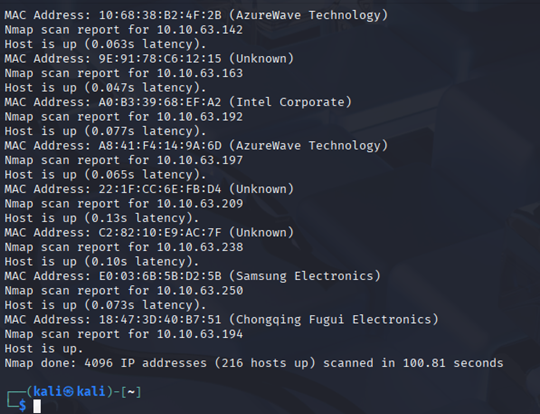 MAC Address: 10:68:38:B2:4F:2B (AzureWave Technology)
Nmap scan report for 10.10.63.142
Host is up (0.063s latency).
MAC Address: 9E:91:78:C6:12:15 (Unknown)
Nmap scan report for 10.10.63.163
Host is up (0.047s latency).
MAC Address: A0:B3:39:68:EF:A2 (Intel Corporate)
Nmap scan report for 10.10.63.192
Host is up (0.077s latency).
MAC Address: A8:41:F4:14:9A:6D (AzureWave Technology)
Nmap scan report for 10.10.63.197
Host is up (0.065s latency).
MAC Address: 22:1F:CC:6E:FB:D4 (Unknown)
Nmap scan report for 10.10.63.209
Host is up (0.13s latency).
MAC Address: C2:82:10:E9:AC:7F (Unknown)
Nmap scan report for 10.10.63.238
Host is up (0.10s latency).
MAC Address: E0:03:6B:5B:D2:5B (Samsung Electronics)
Nmap scan report for 10.10.63.250
Host is up (0.073s latency).
MAC Address: 18:47:3D:40:B7:51 (Chongqing Fugui Electronics)
Nmap scan report for 10.10.63.194
Host is up.
Nmap done: 4096 IP addresses (216 hosts up) scanned in 100.81 seconds
┌──(kali㉿kali)-[~]
└─$